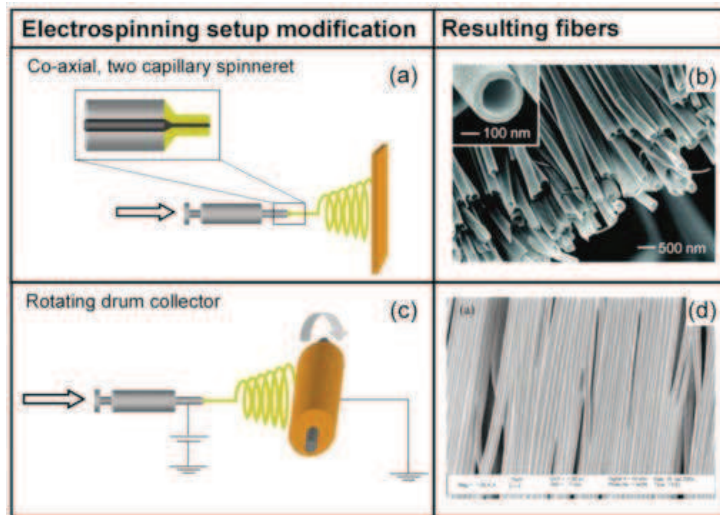 Electrospinning setup modification
Resulting fibers
Co-axial, two capillary spinneret
(a)
(b)
100 nm
500 nm
Rotating drum collector
(c)
(d)
(a)